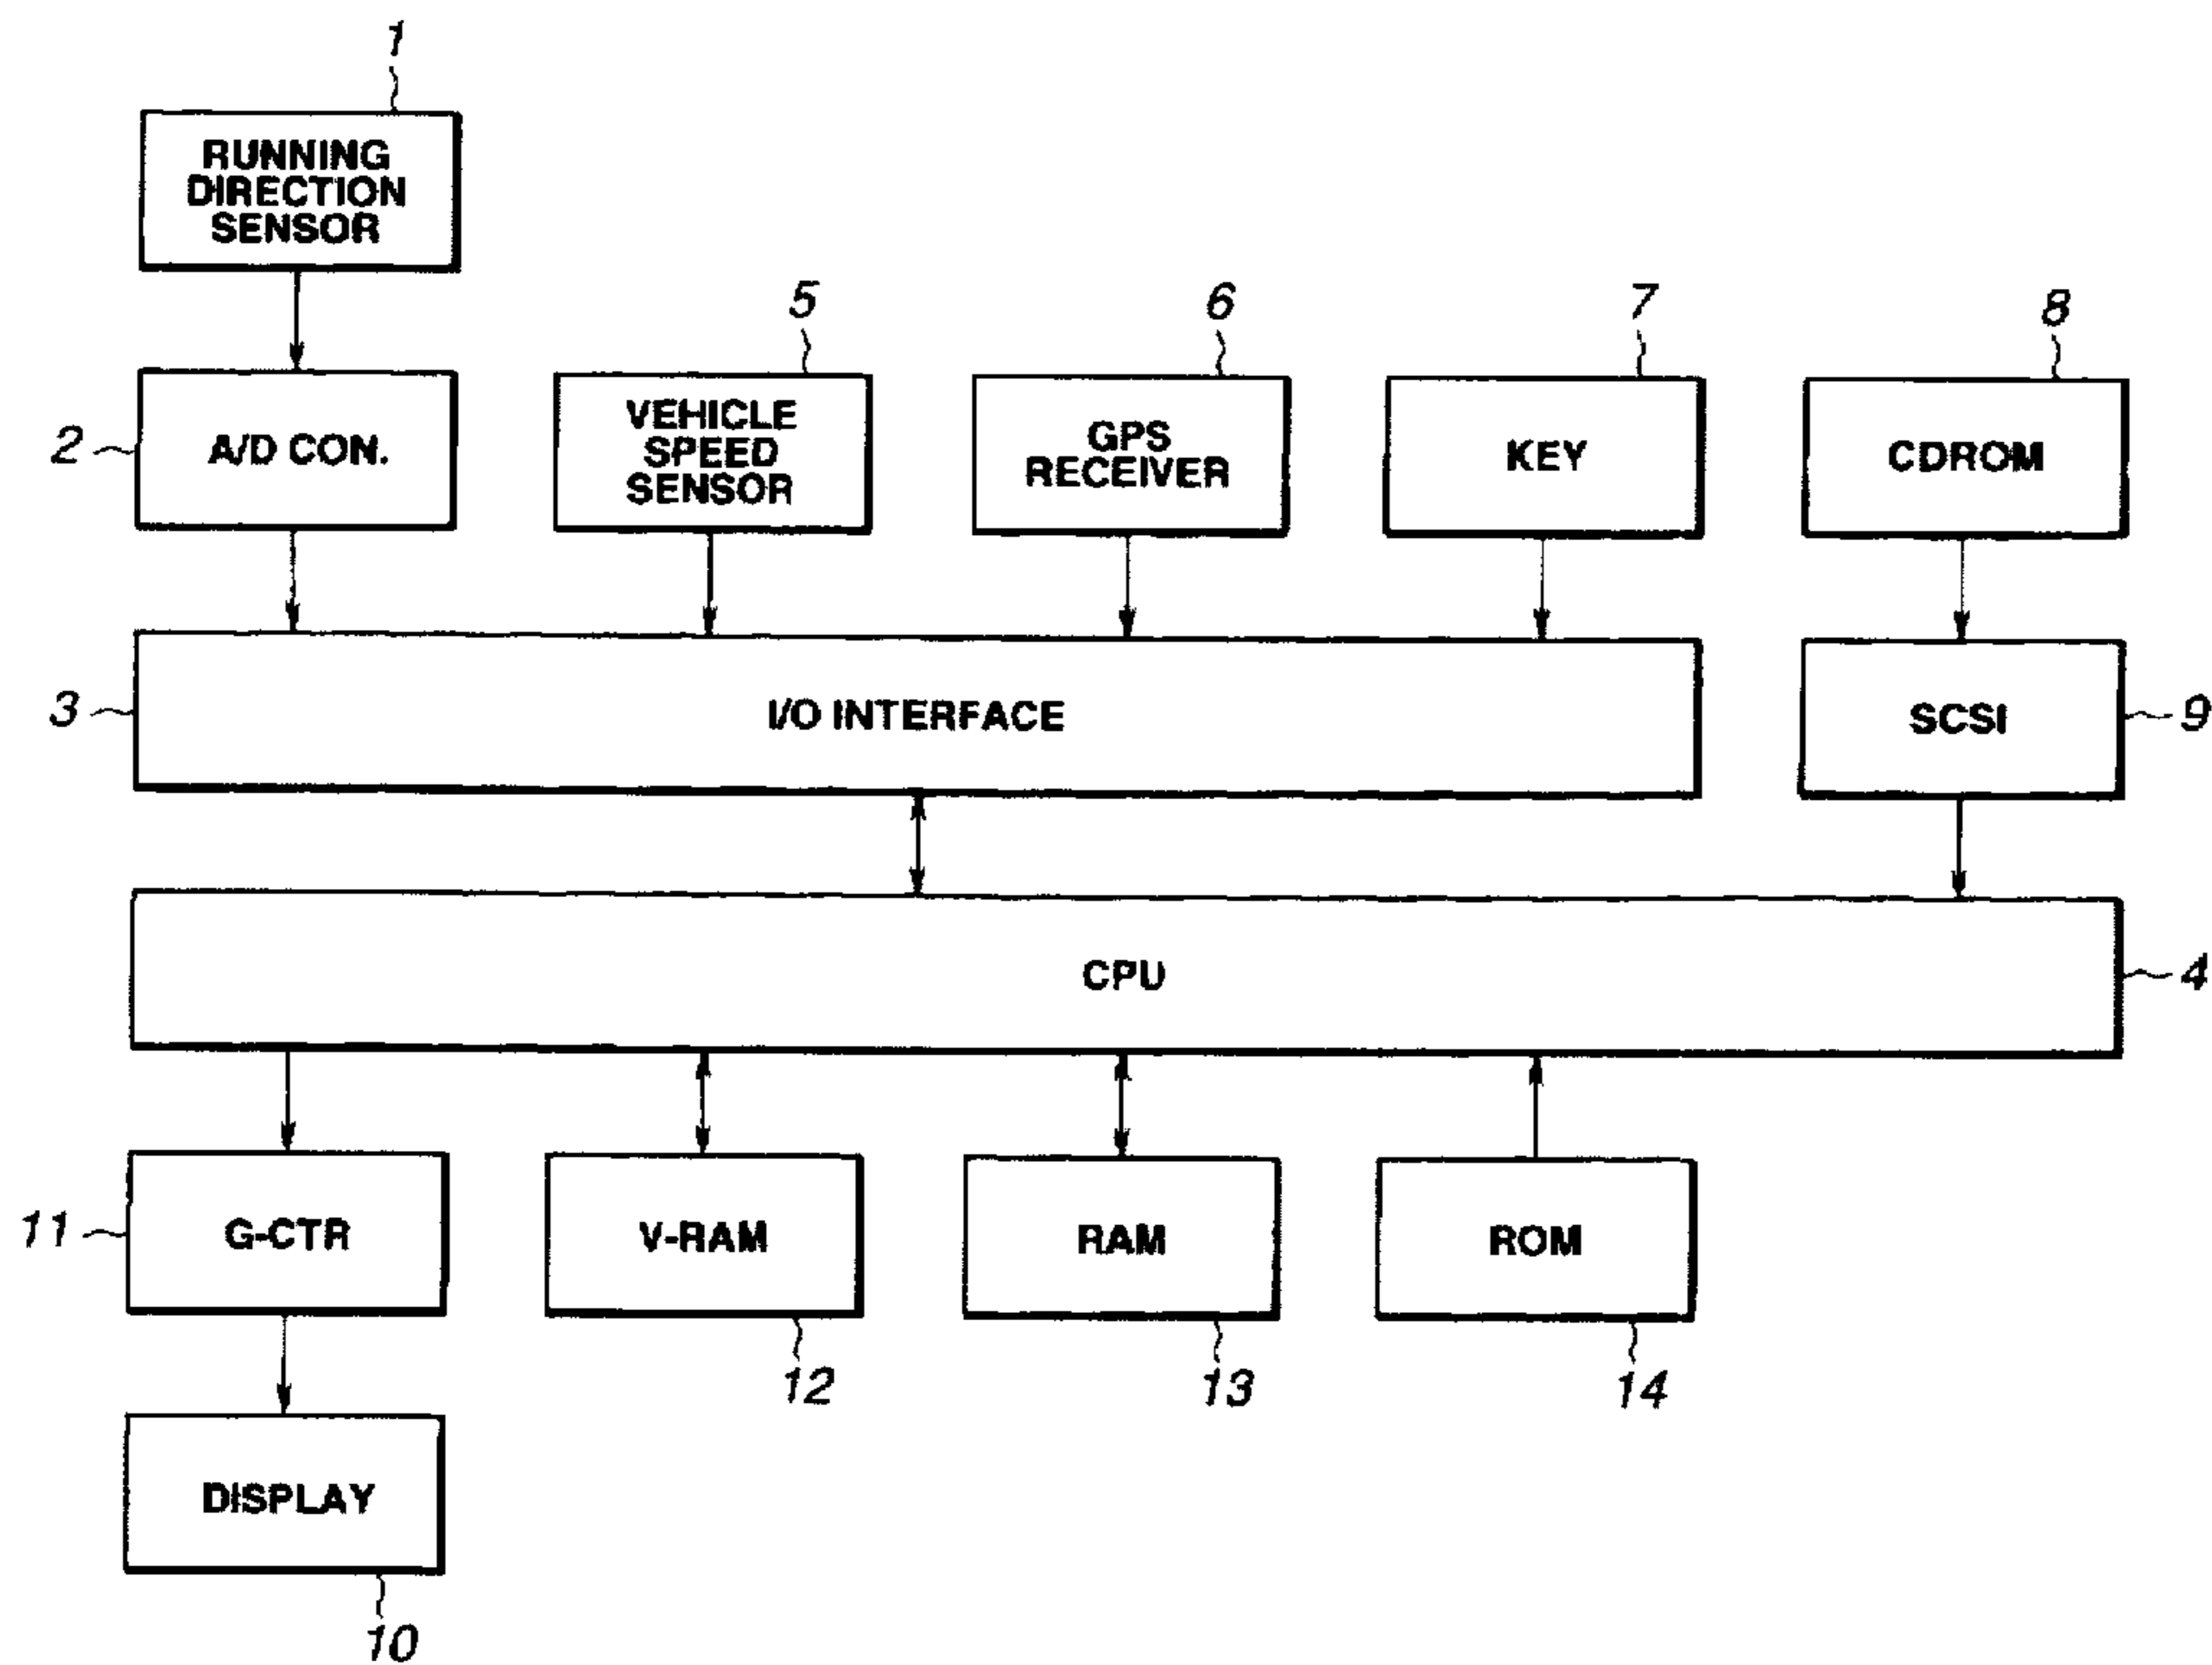 1
RUNNING
DIRECTION
SENSOR
5
6
7
8
2
A/D CON.
VEHICLE
SPEED
SENSOR
GPS
RECEIVER
KEY
CDROM
3
I/O INTERFACE
SCSI
9
CPU
4
11
G-CTR
V-RAM
RAM
ROM
12
13
14
DISPLAY
10